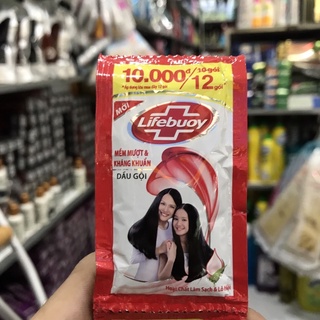 10.000đ/10 gói
12 gói
MỚI
Lifebuoy
MỀM MƯỢT &
KHÁNG KHUẨN
DẦU GỘI